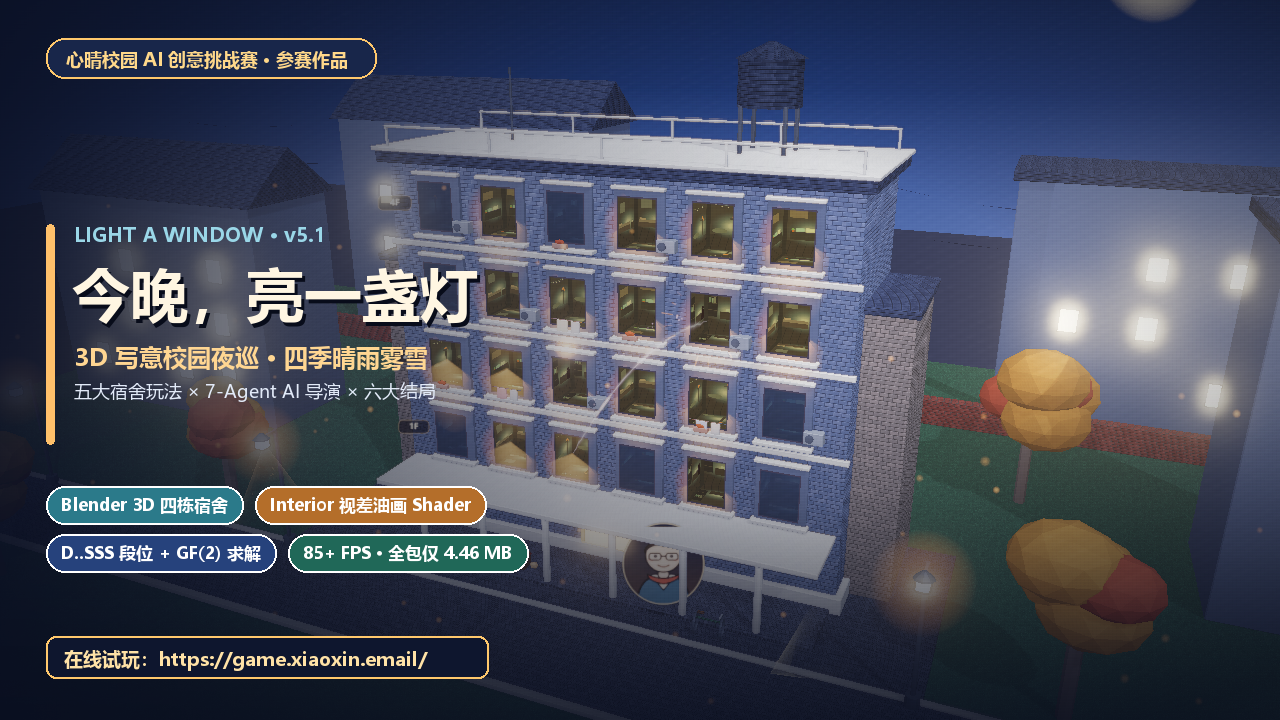 心晴校园 AI 创意挑战赛 • 参赛作品
LIGHT A WINDOW • v5.1
今晚，亮一盏灯
3D 写意校园夜巡 • 四季晴雨雾雪
五大宿舍玩法 × 7-Agent AI 导演 × 六大结局
1F
Blender 3D 四栋宿舍
Interior 视差油画 Shader
D..SSS 段位 + GF(2) 求解
85+ FPS • 全包仅 4.46 MB
在线试玩：https://game.xiaoxin.email/